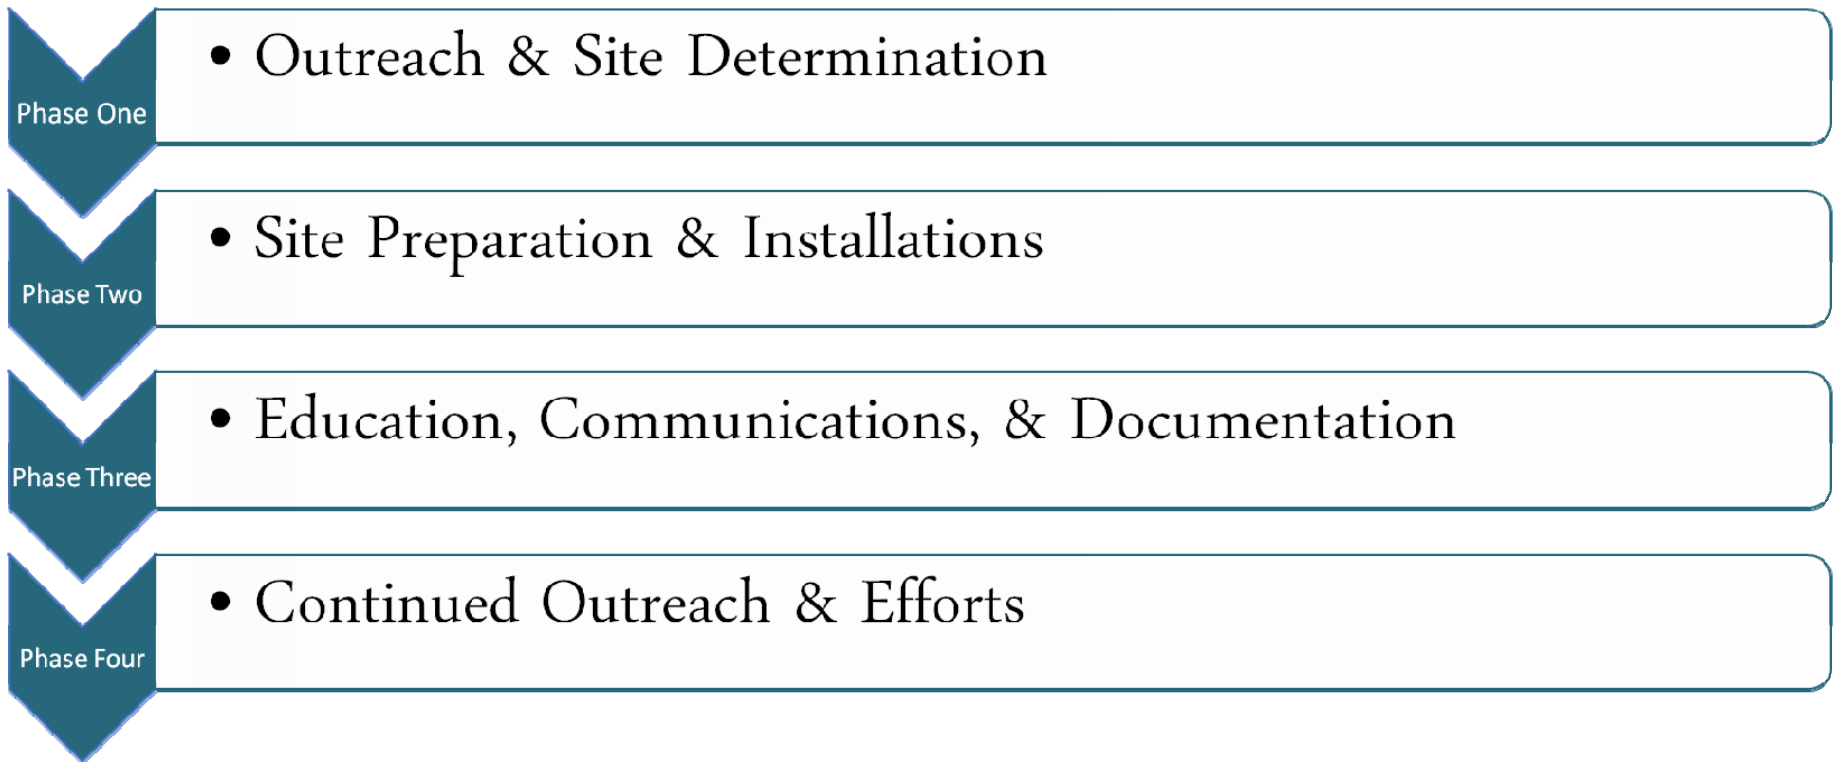 Phase One
• Outreach & Site Determination
Phase Two
• Site Preparation & Installations
Phase Three
• Education, Communications, & Documentation
Phase Four
• Continued Outreach & Efforts